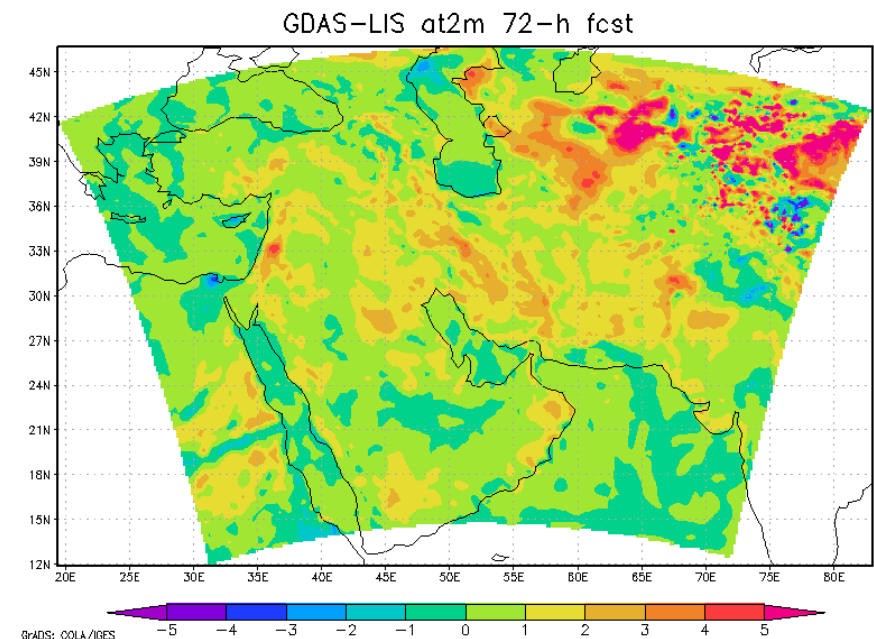 GDAS-LIS at2m 72-h fcst
45N
42N
39N
36N
33N
30N
27N
24N
21N
18N
15N
12N
20E 25E 30E 35E 40E 45E 50E 55E 60E 65E 70E 75E 80E
-5 -4 -3 -2 -1 0 1 2 3 4 5
GrADS: COLA/IGES